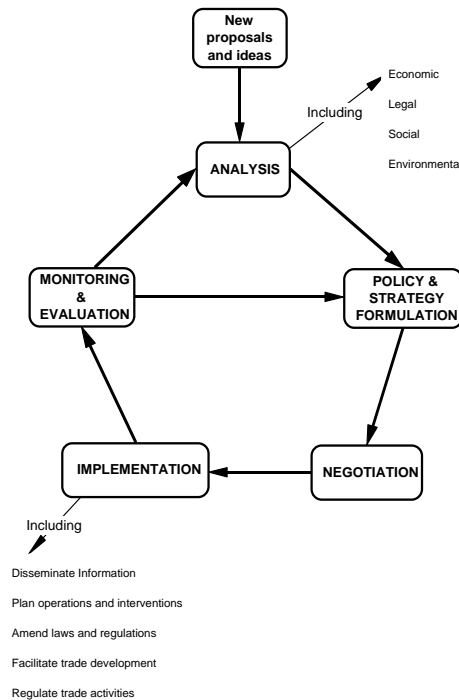 New
proposals
and ideas
Including
Economic
Legal
Social
Environmenta
ANALYSIS
MONITORING
&
EVALUATION
POLICY &
STRATEGY
FORMULATION
IMPLEMENTATION
NEGOTIATION
Including
Disseminate Information
Plan operations and interventions
Amend laws and regulations
Facilitate trade development
Regulate trade activities